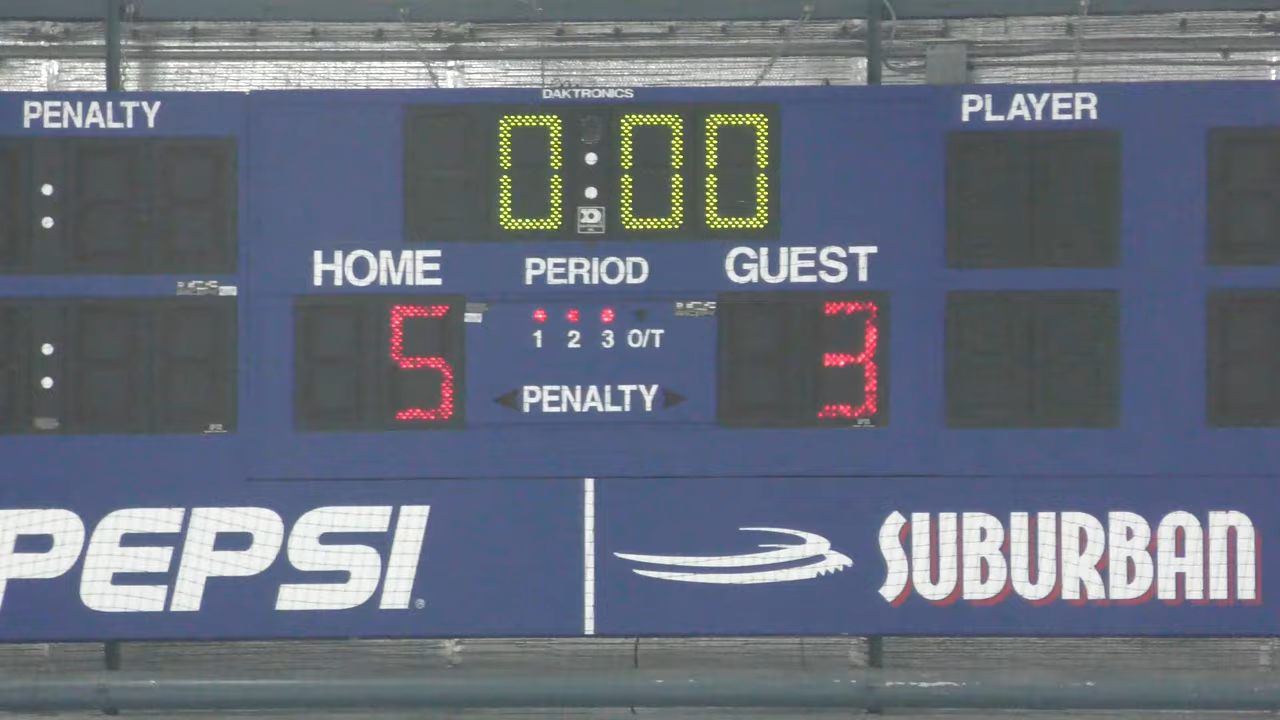 DAKTRONICS
PENALTY
PLAYER
0:00
HOME
PERIOD
GUEST
5
1 2 3 O/T
3
PENALTY
PEPSI®
SUBURBAN